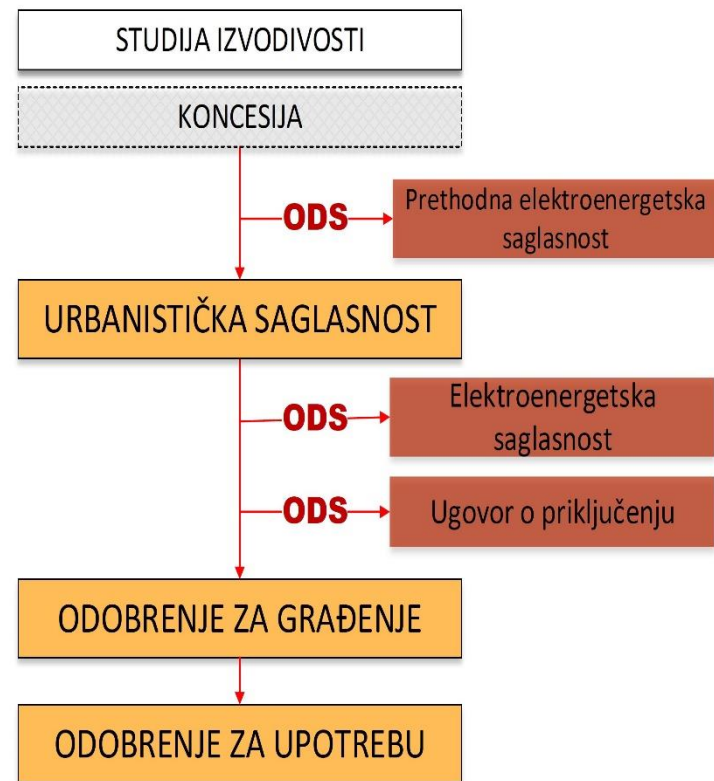 STUDIJA IZVODIVOSTI
KONCESIJA
ODS
Prethodna elektroenergetska
saglasnost
URBANISTIČKA SAGLASNOST
ODS
Elektroenergetska
saglasnost
ODS
Ugovor o priključenju
ODOBRENJE ZA GRAĐENJE
ODOBRENJE ZA UPOTREBU